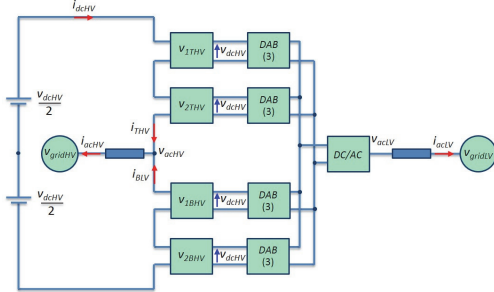 i_dcHV
v_1THV
v_dcHV
DAB
(3)
v_dcHV
2
v_2THV
v_dcHV
DAB
(3)
i_THV
i_acHV
v_gridHV
v_acHV
i_BLV
DC/AC
v_acLV
i_acLV
v_gridLV
v_dcHV
2
v_1BHV
v_dcHV
DAB
(3)
v_2BHV
v_dcHV
DAB
(3)